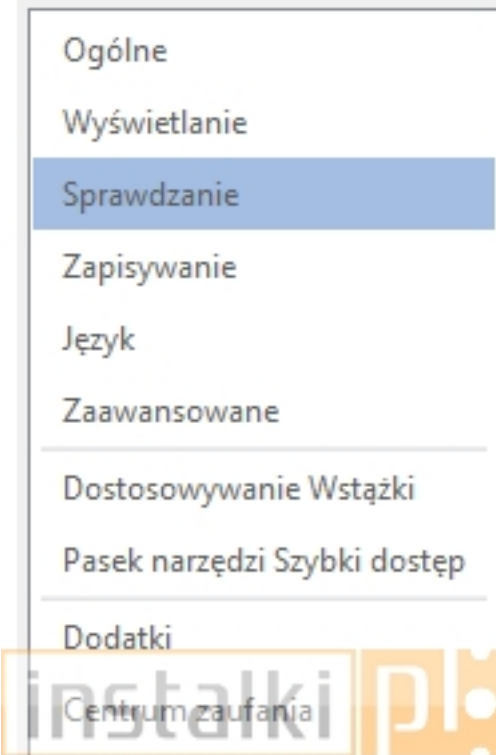 Ogólne
Wyświetlanie
Sprawdzanie
Zapisywanie
Język
Zaawansowane
Dostosowywanie Wstążki
Pasek narzędzi Szybki dostęp
Dodatki
Centrum zaufania
instalki pl